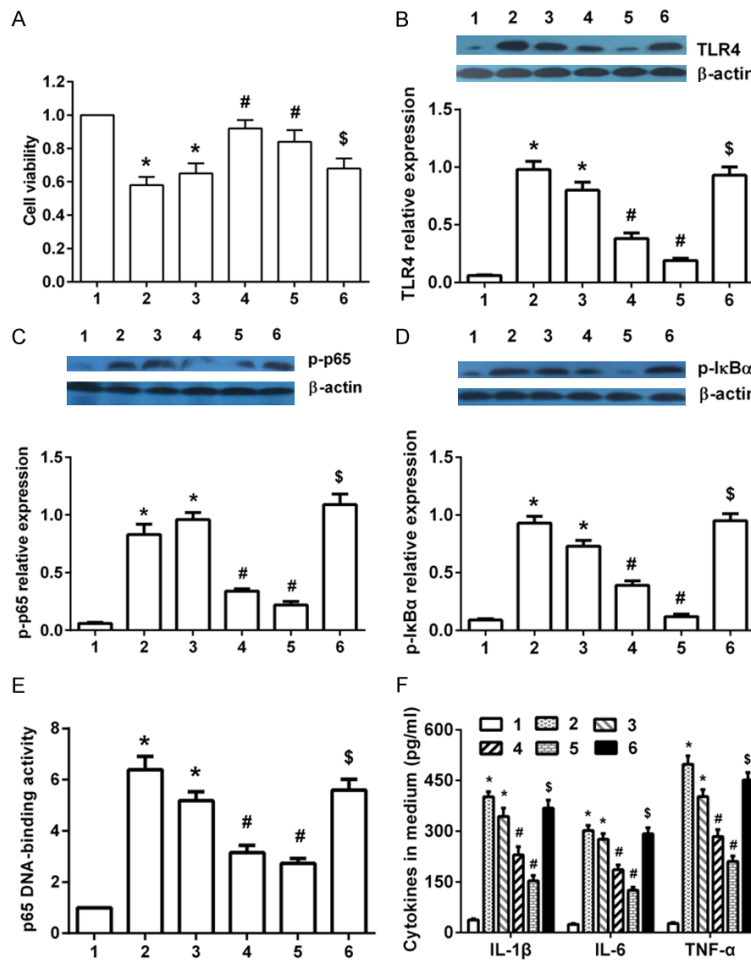 A
Cell viability
1.2
1.0
0.8
0.6
0.4
0.2
0.0
* * # # $
1 2 3 4 5 6
B
1 2 3 4 5 6
TLR4
β-actin
TLR4 relative expression
1.5
1.0
0.5
0.0
* * # # $
1 2 3 4 5 6
C
1 2 3 4 5 6
p-p65
β-actin
p-p65 relative expression
1.5
1.0
0.5
0.0
* * # # $
1 2 3 4 5 6
D
1 2 3 4 5 6
p-IκBα
β-actin
p-IκBα relative expression
1.5
1.0
0.5
0.0
* * # # $
1 2 3 4 5 6
E
p65 DNA-binding activity
8
6
4
2
0
* * # # $
1 2 3 4 5 6
F
1 2 3
4 5 6
Cytokines in medium (pg/ml)
600
450
300
150
0
* * # # $ * * # # $ * * # # $
IL-1β IL-6 TNF-α